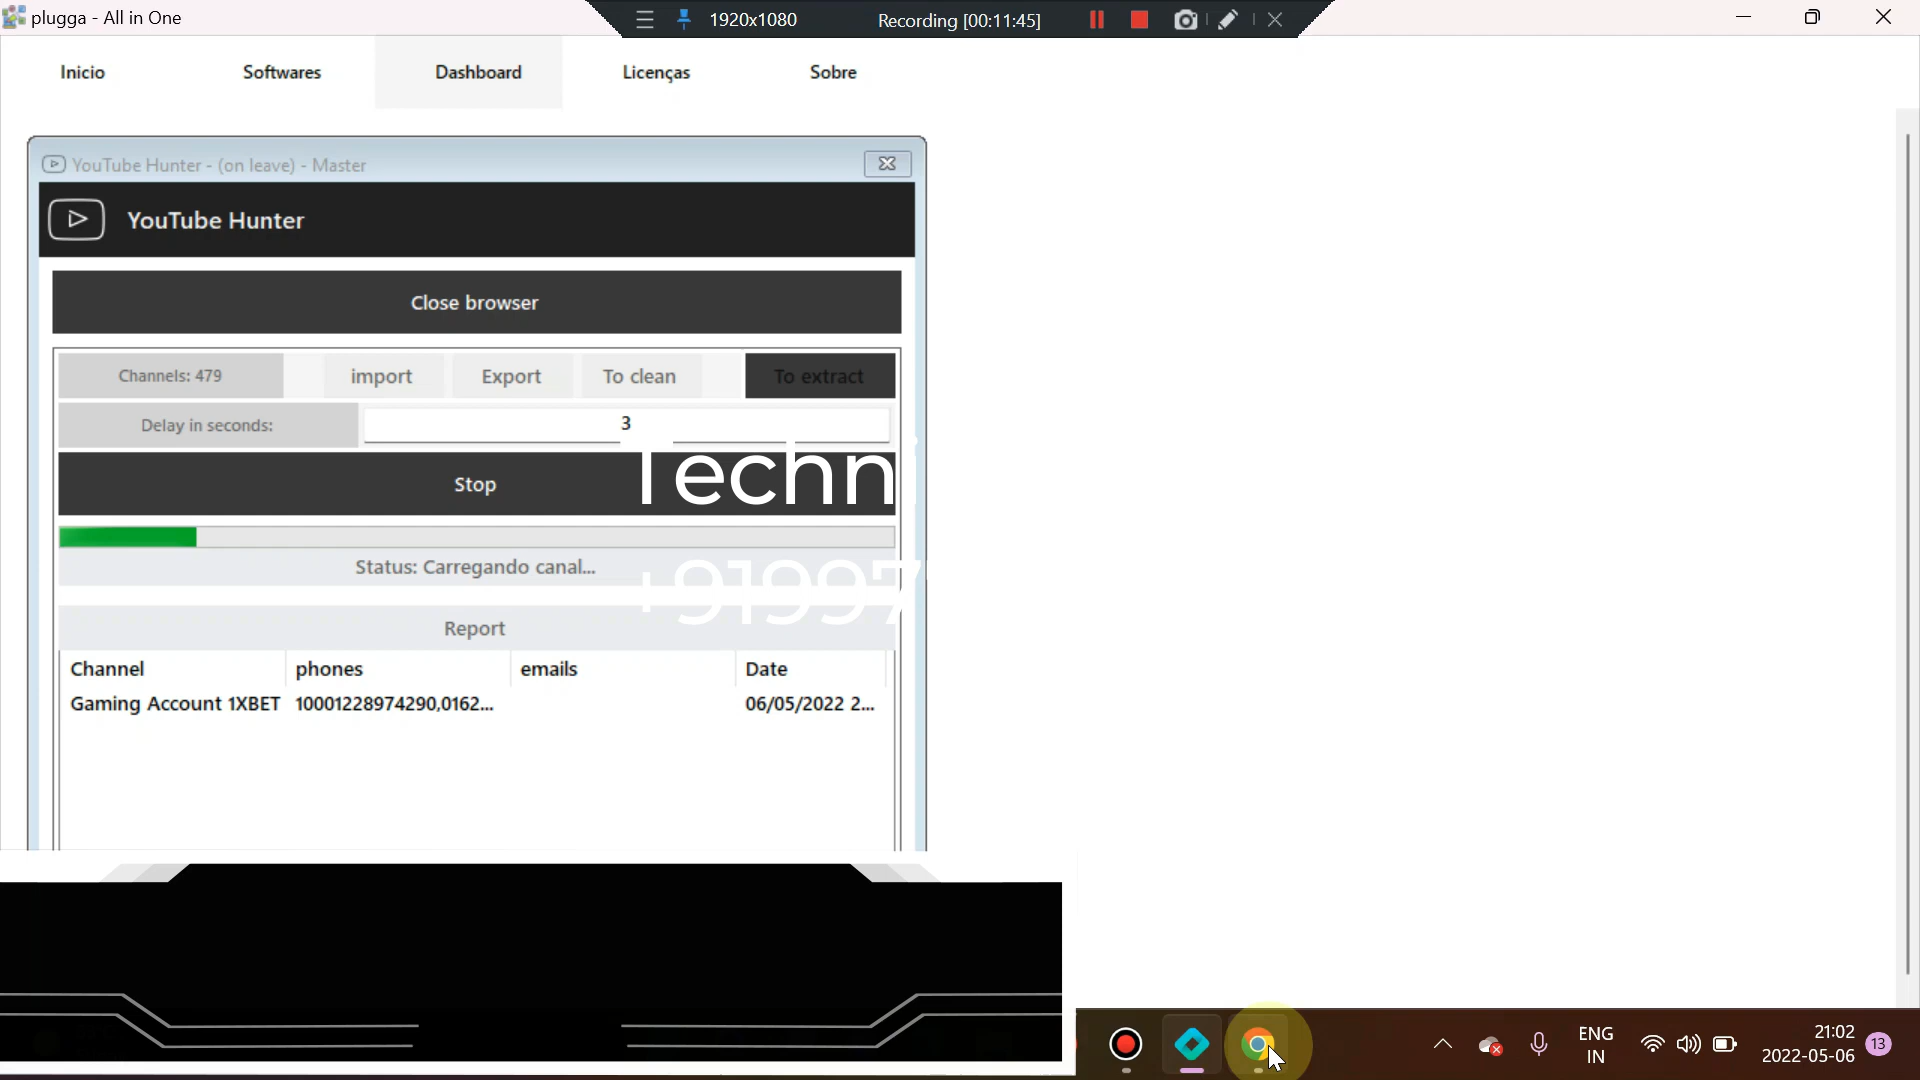 plugga - All in One
1920x1080
Recording [00:11:45]
Inicio
Softwares
Dashboard
Licenças
Sobre
YouTube Hunter - (on leave) - Master
YouTube Hunter
Close browser
Channels: 479
import
Export
To clean
To extract
Delay in seconds:
3
Stop
Techni
Status: Carregando canal...
+91997
Report
Channel
phones
emails
Date
Gaming Account 1XBET
10001228974290,0162...
06/05/2022 2...
ENG
IN
21:02
2022-05-06
13